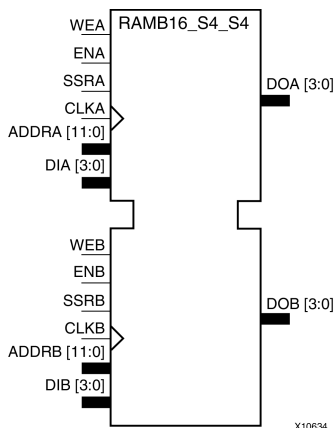 RAMB16_S4_S4
WEA
ENA
SSRA
CLKA
ADDRA [11:0]
DIA [3:0]
DOA [3:0]
WEB
ENB
SSRB
CLKB
ADDRB [11:0]
DIB [3:0]
DOB [3:0]
X10634